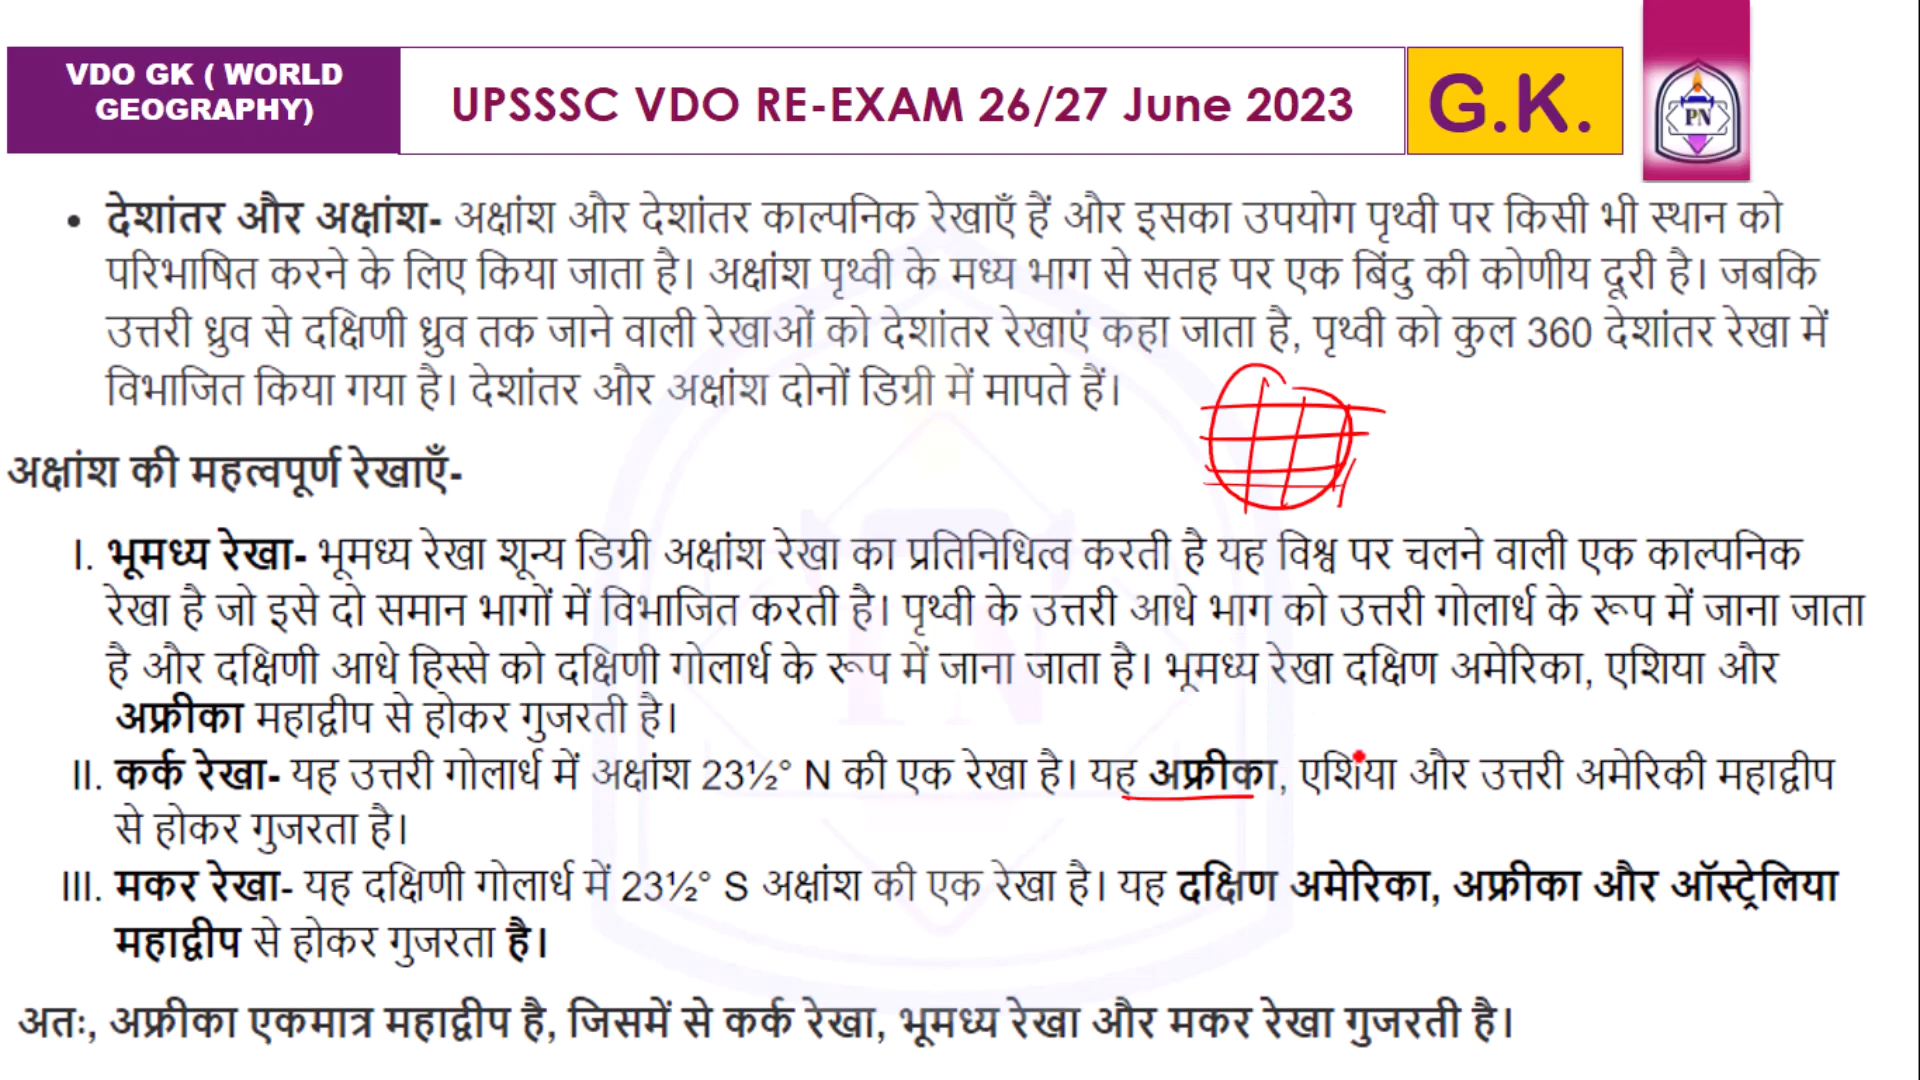 VDO GK ( WORLD
GEOGRAPHY)
UPSSSC VDO RE-EXAM 26/27 June 2023
G.K.
PN
• देशांतर और अक्षांश- अक्षांश और देशांतर काल्पनिक रेखाएँ हैं और इसका उपयोग पृथ्वी पर किसी भी स्थान को
परिभाषित करने के लिए किया जाता है। अक्षांश पृथ्वी के मध्य भाग से सतह पर एक बिंदु की कोणीय दूरी है। जबकि
उत्तरी ध्रुव से दक्षिणी ध्रुव तक जाने वाली रेखाओं को देशांतर रेखाएं कहा जाता है, पृथ्वी को कुल 360 देशांतर रेखा में
विभाजित किया गया है। देशांतर और अक्षांश दोनों डिग्री में मापते हैं।
अक्षांश की महत्वपूर्ण रेखाएँ-
I. भूमध्य रेखा- भूमध्य रेखा शून्य डिग्री अक्षांश रेखा का प्रतिनिधित्व करती है यह विश्व पर चलने वाली एक काल्पनिक
रेखा है जो इसे दो समान भागों में विभाजित करती है। पृथ्वी के उत्तरी आधे भाग को उत्तरी गोलार्ध के रूप में जाना जाता
है और दक्षिणी आधे हिस्से को दक्षिणी गोलार्ध के रूप में जाना जाता है। भूमध्य रेखा दक्षिण अमेरिका, एशिया और
अफ्रीका महाद्वीप से होकर गुजरती है।
II. कर्क रेखा- यह उत्तरी गोलार्ध में अक्षांश 23½° N की एक रेखा है। यह अफ्रीका, एशिया और उत्तरी अमेरिकी महाद्वीप
से होकर गुजरता है।
III. मकर रेखा- यह दक्षिणी गोलार्ध में 23½° S अक्षांश की एक रेखा है। यह दक्षिण अमेरिका, अफ्रीका और ऑस्ट्रेलिया
महाद्वीप से होकर गुजरता है।
अतः, अफ्रीका एकमात्र महाद्वीप है, जिसमें से कर्क रेखा, भूमध्य रेखा और मकर रेखा गुजरती है।